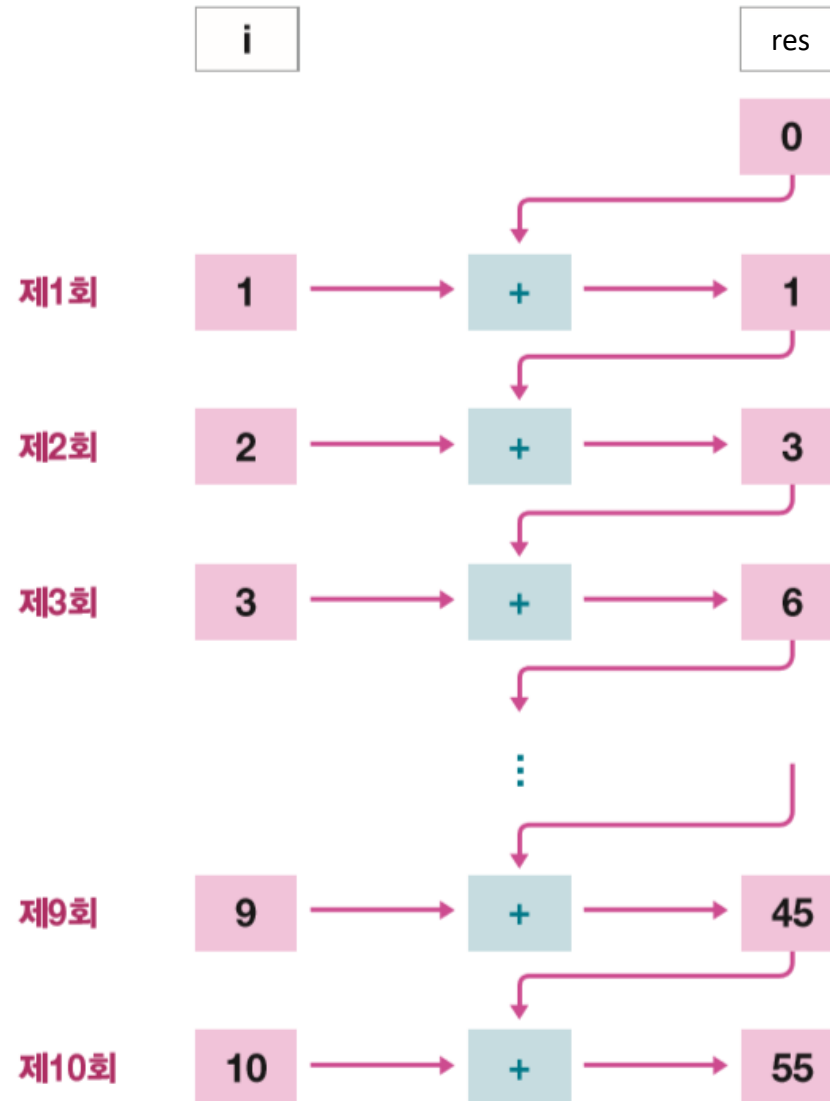 i res
0
제1회 1 + 1
제2회 2 + 3
제3회 3 + 6
⋮
제9회 9 + 45
제10회 10 + 55